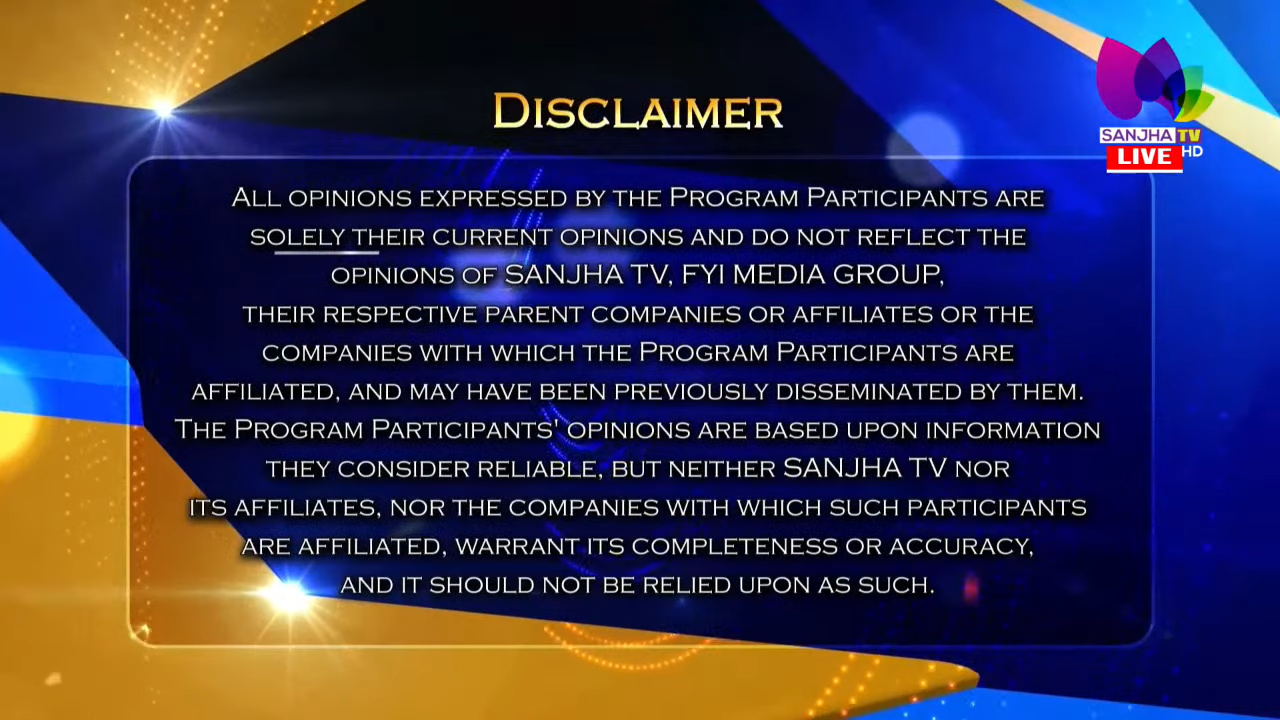 DISCLAIMER
SANJHA TV
HD
LIVE
ALL OPINIONS EXPRESSED BY THE PROGRAM PARTICIPANTS ARE
SOLELY THEIR CURRENT OPINIONS AND DO NOT REFLECT THE
OPINIONS OF SANJHA TV, FYI MEDIA GROUP,
THEIR RESPECTIVE PARENT COMPANIES OR AFFILIATES OR THE
COMPANIES WITH WHICH THE PROGRAM PARTICIPANTS ARE
AFFILIATED, AND MAY HAVE BEEN PREVIOUSLY DISSEMINATED BY THEM.
THE PROGRAM PARTICIPANTS' OPINIONS ARE BASED UPON INFORMATION
THEY CONSIDER RELIABLE, BUT NEITHER SANJHA TV NOR
ITS AFFILIATES, NOR THE COMPANIES WITH WHICH SUCH PARTICIPANTS
ARE AFFILIATED, WARRANT ITS COMPLETENESS OR ACCURACY,
AND IT SHOULD NOT BE RELIED UPON AS SUCH.